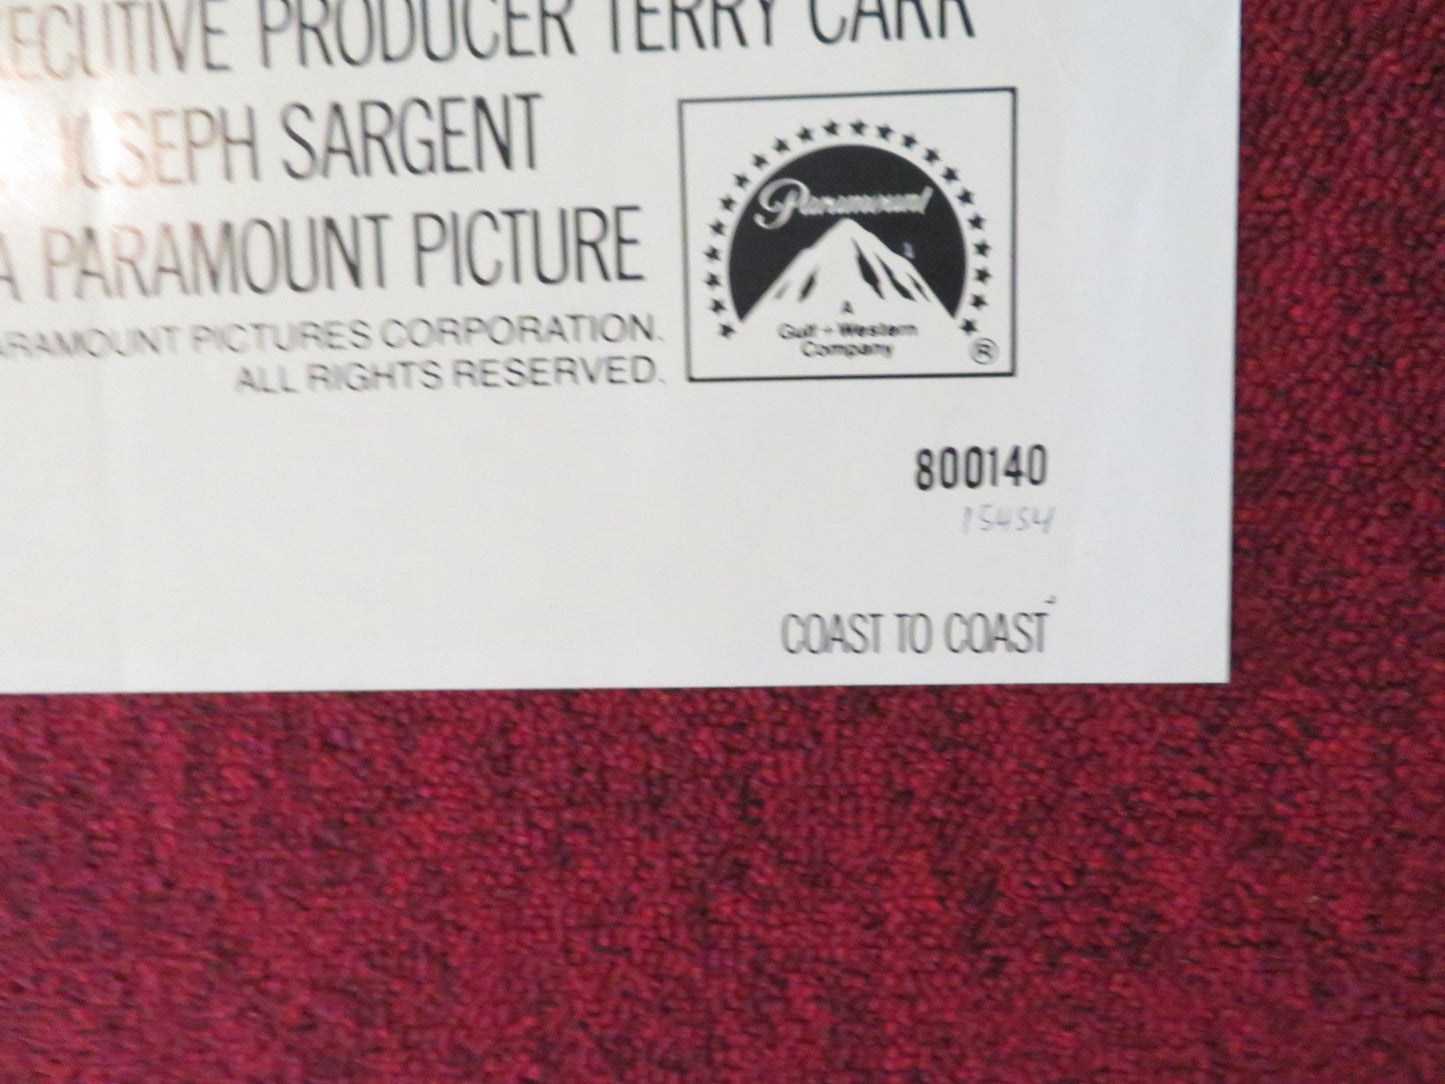 ECUTIVE PRODUCER TERRY CARR
JOSEPH SARGENT
A PARAMOUNT PICTURE
ARAMOUNT PICTURES CORPORATION.
ALL RIGHTS RESERVED.
Paramount
A
Gulf + Western
Company
®
800140
15454
COAST TO COAST